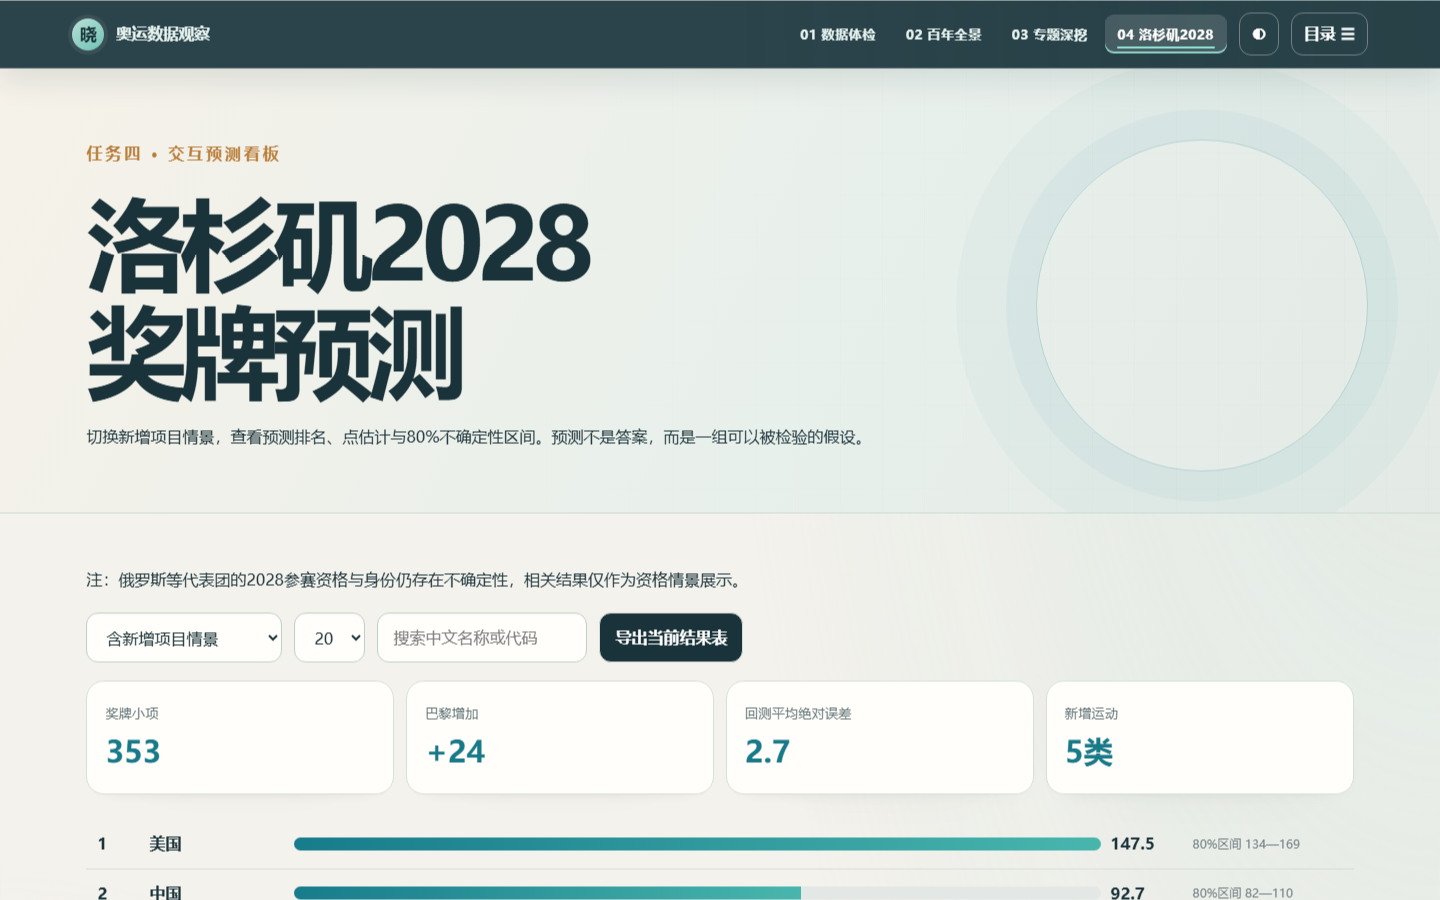 晓 奥运数据观察 01 数据体检 02 百年全景 03 专题深挖 04 洛杉矶2028 目录
任务四 • 交互预测看板
洛杉矶2028
奖牌预测
切换新增项目情景，查看预测排名、点估计与80%不确定性区间。预测不是答案，而是一组可以被检验的假设。
注：俄罗斯等代表团的2028参赛资格与身份仍存在不确定性，相关结果仅作为资格情景展示。
含新增项目情景 20 搜索中文名称或代码 导出当前结果表
奖牌小项 巴黎增加 回测平均绝对误差 新增运动
353 +24 2.7 5类
1 美国 147.5 80%区间 134—169
2 中国 92.7 80%区间 82—110